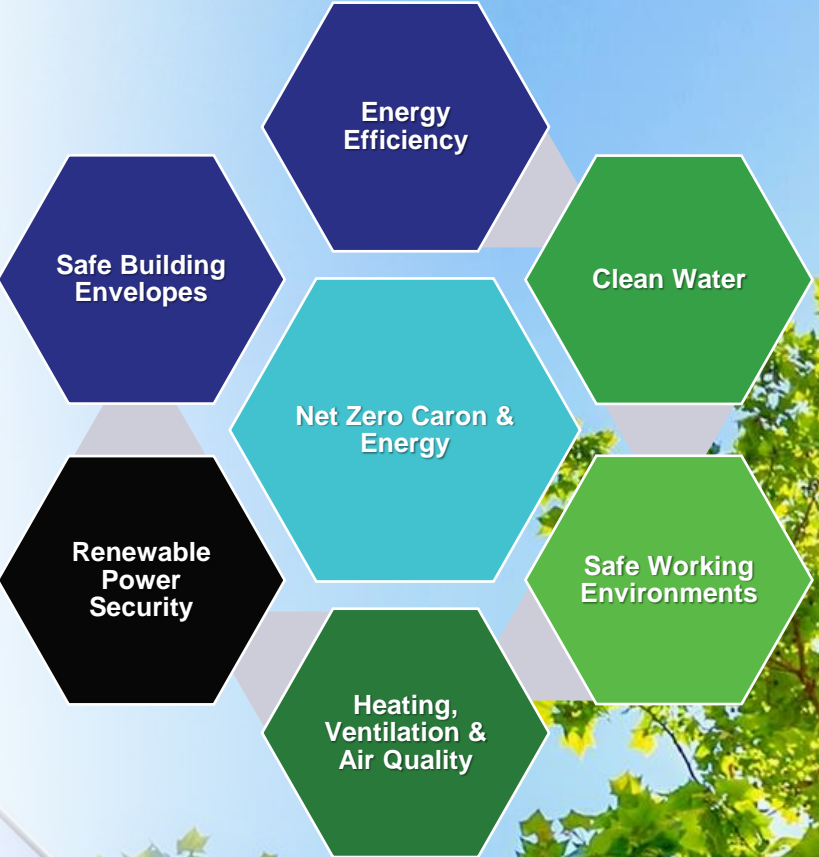 Energy
Efficiency
Safe Building
Envelopes
Clean Water
Net Zero Caron &
Energy
Renewable
Power
Security
Safe Working
Environments
Heating,
Ventilation &
Air Quality